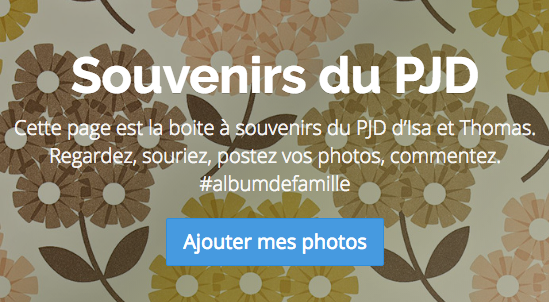 Souvenirs du PJD
Cette page est la boite à souvenirs du PJD d'Isa et Thomas.
Regardez, souriez, postez vos photos, commentez.
#albumdefamille
Ajouter mes photos